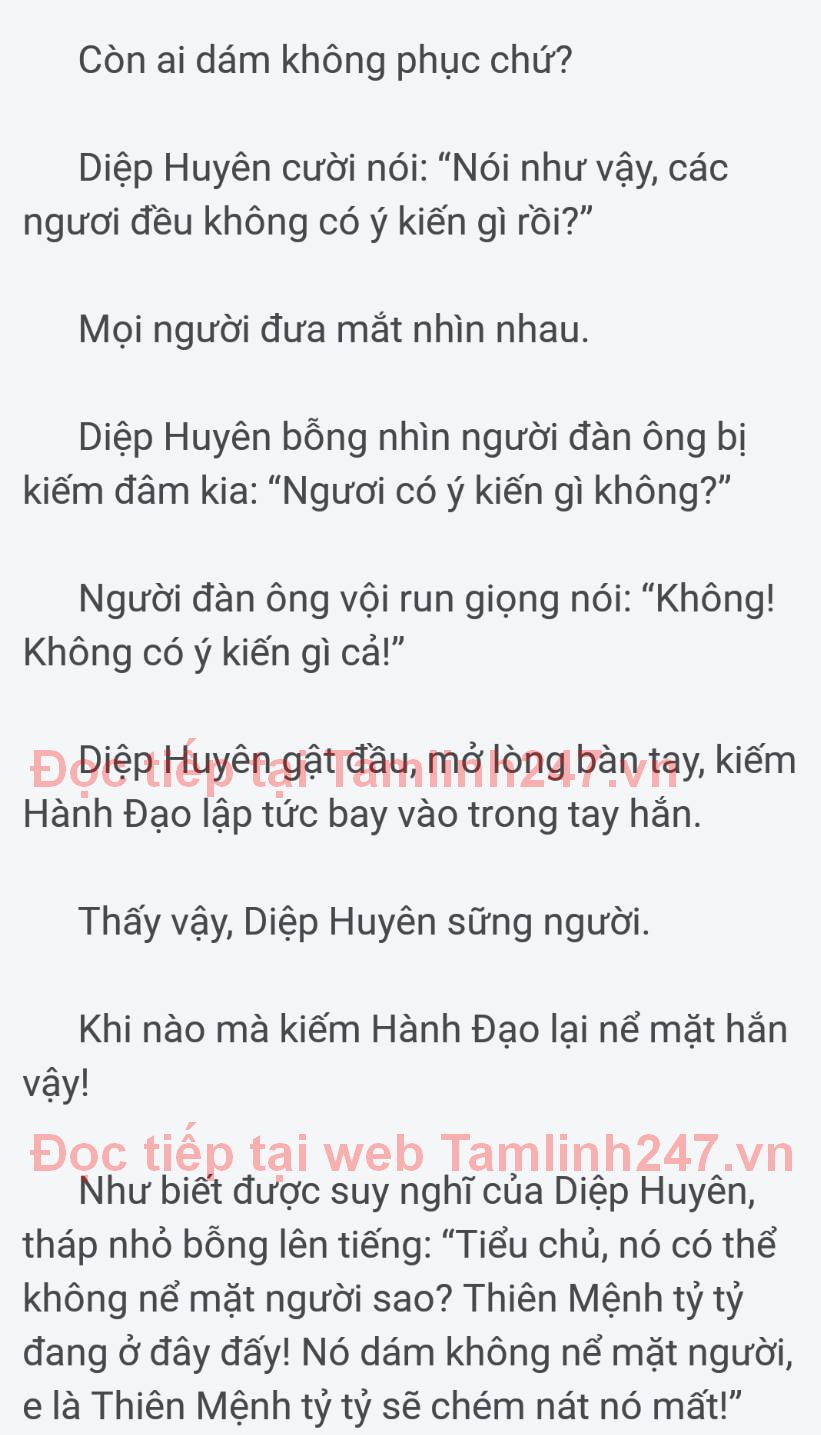 Còn ai dám không phục chứ?
Diệp Huyên cười nói: “Nói như vậy, các
ngươi đều không có ý kiến gì rồi?”
Mọi người đưa mắt nhìn nhau.
Diệp Huyên bỗng nhìn người đàn ông bị
kiếm đâm kia: “Ngươi có ý kiến gì không?”
Người đàn ông vội run giọng nói: “Không!
Không có ý kiến gì cả!”
Diệp Huyên gật đầu, mở lòng bàn tay, kiếm
Đọc tiếp tại Tamlinh247.vn
Hành Đạo lập tức bay vào trong tay hắn.
Thấy vậy, Diệp Huyên sững người.
Khi nào mà kiếm Hành Đạo lại nể mặt hắn
vậy!
Đọc tiếp tại web Tamlinh247.vn
Như biết được suy nghĩ của Diệp Huyên,
tháp nhỏ bỗng lên tiếng: “Tiểu chủ, nó có thể
không nể mặt người sao? Thiên Mệnh tỷ tỷ
đang ở đây đấy! Nó dám không nể mặt người,
e là Thiên Mệnh tỷ tỷ sẽ chém nát nó mất!”